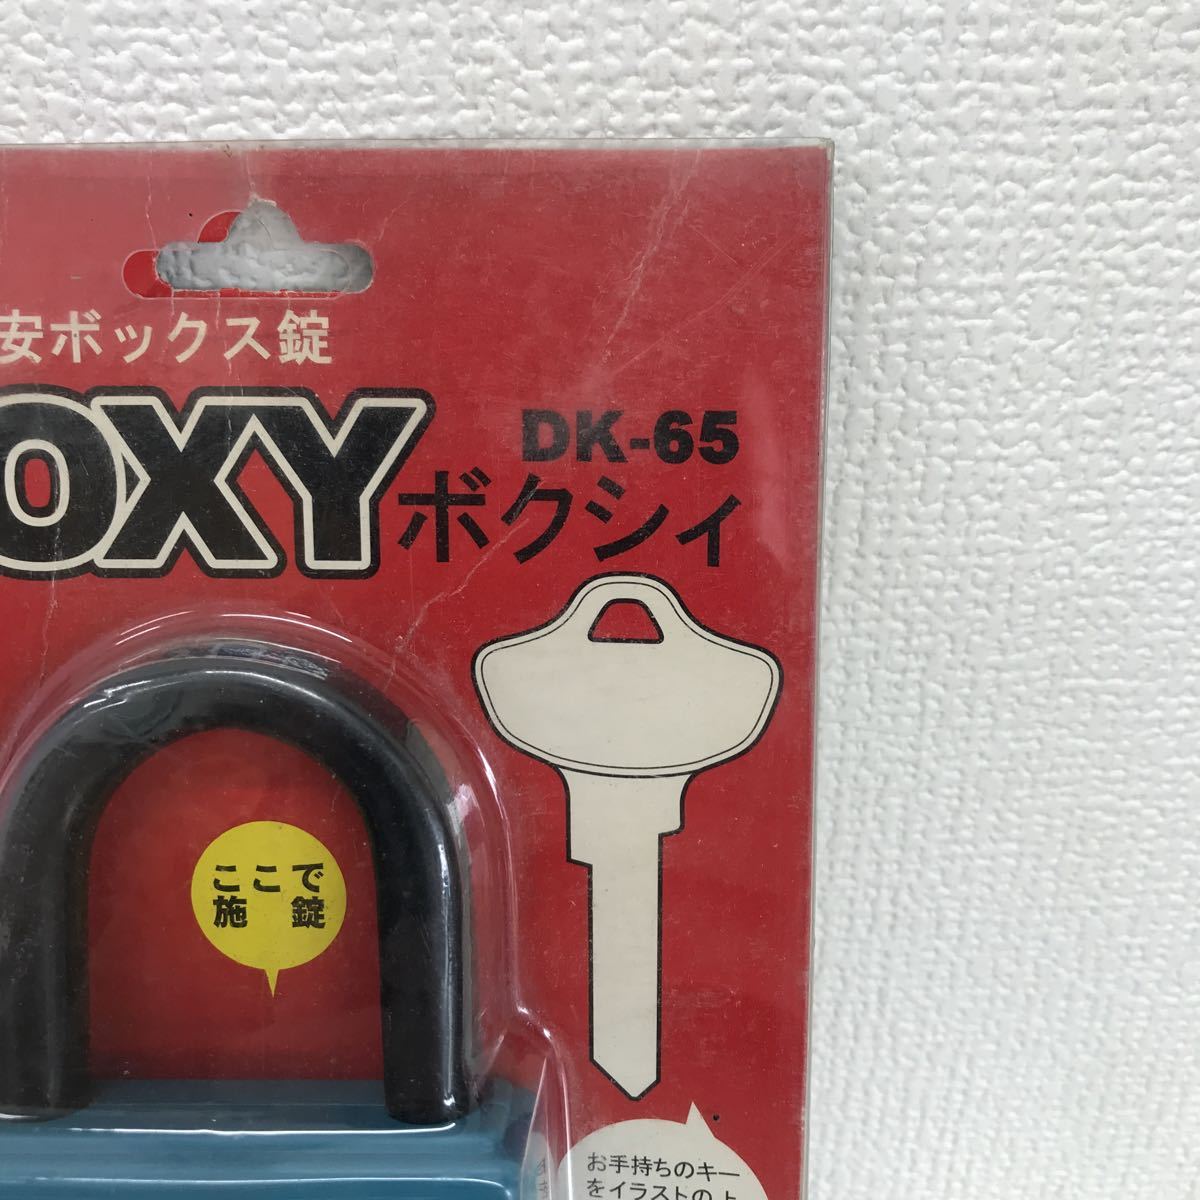 安ボックス錠
OXY
DK-65
ボクシィ
ここで
施錠
お手持ちのキー
をイラストの上